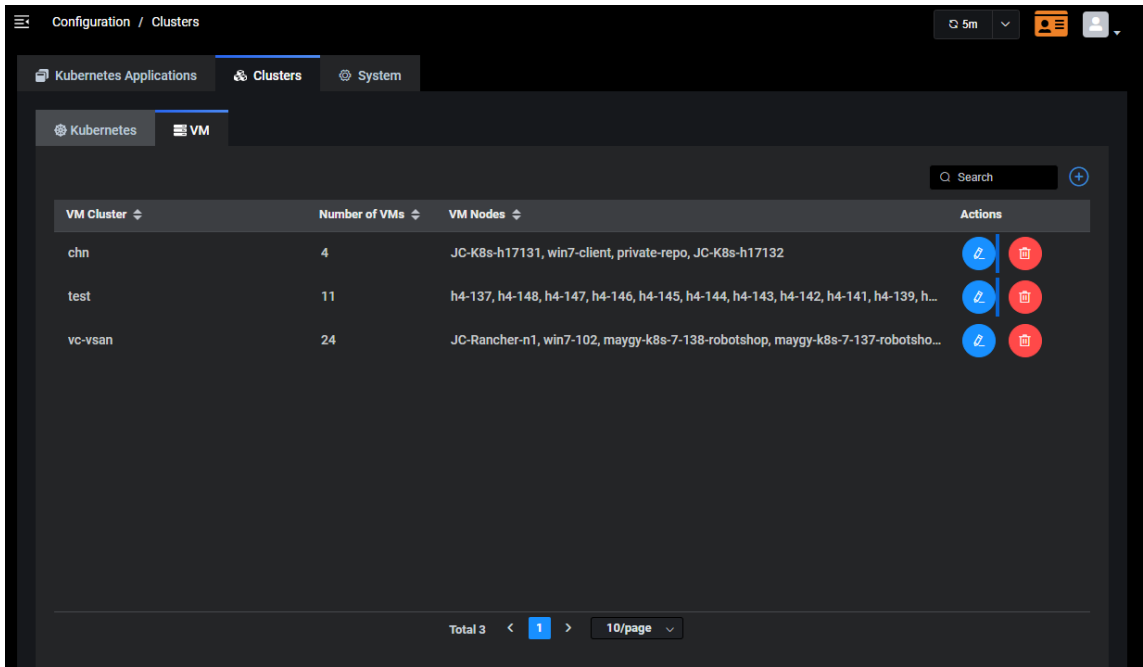 Configuration / Clusters
5m
Kubernetes Applications Clusters System
Kubernetes VM
Search
VM Cluster Number of VMs VM Nodes Actions
chn 4 JC-K8s-h17131, win7-client, private-repo, JC-K8s-h17132
test 11 h4-137, h4-148, h4-147, h4-146, h4-145, h4-144, h4-143, h4-142, h4-141, h4-139, h...
vc-vsan 24 JC-Rancher-n1, win7-102, maygy-k8s-7-138-robotshop, maygy-k8s-7-137-robotsho...
Total 3 < 1 > 10/page